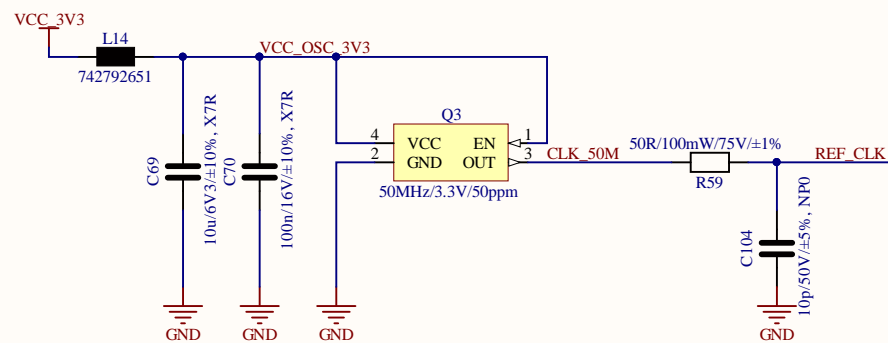 VCC_3V3
L14
742792651
VCC_OSC_3V3
C69
10u/6V3/±10%, X7R
C70
100n/16V/±10%, X7R
Q3
4 VCC EN 1
2 GND OUT 3
50MHz/3.3V/50ppm
CLK_50M
50R/100mW/75V/±1%
R59
REF_CLK
C104
10p/50V/±5%, NP0
GND
GND
GND
GND